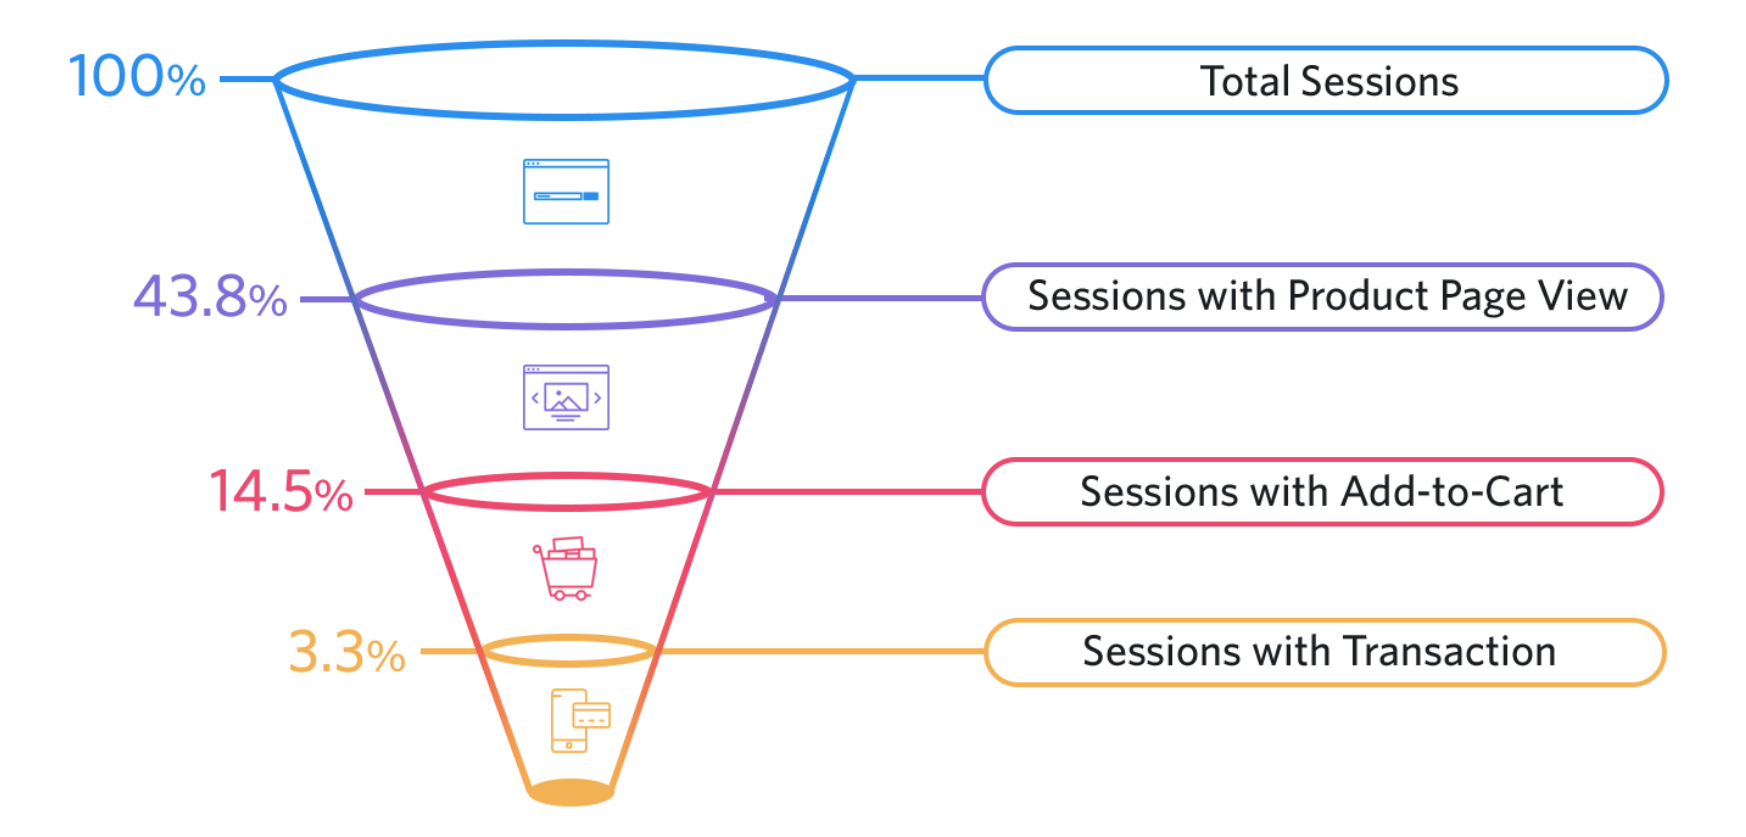 100%
Total Sessions
43.8%
Sessions with Product Page View
14.5%
Sessions with Add-to-Cart
3.3%
Sessions with Transaction